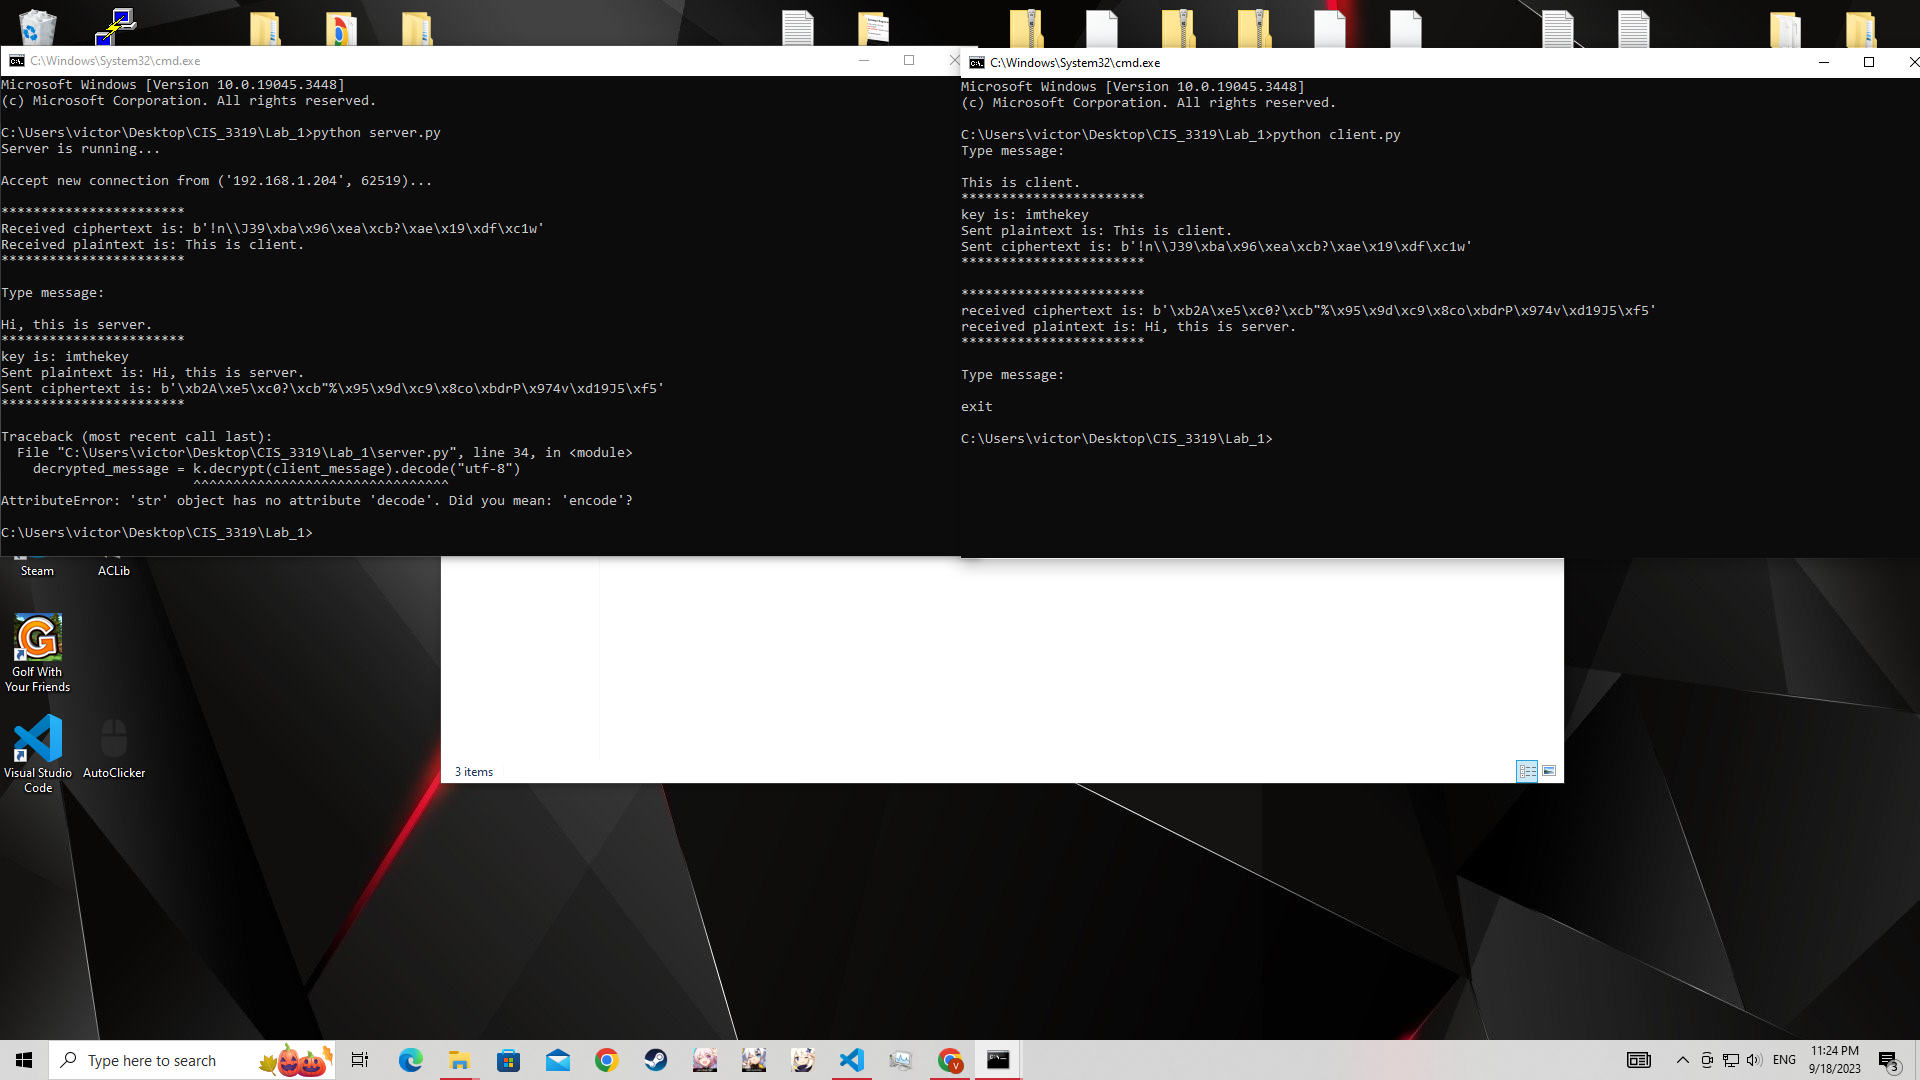 C:\Windows\System32\cmd.exe
Microsoft Windows [Version 10.0.19045.3448]
(c) Microsoft Corporation. All rights reserved.
C:\Users\victor\Desktop\CIS_3319\Lab_1>python server.py
Server is running...
Accept new connection from ('192.168.1.204', 62519)...
***********************
Received ciphertext is: b'!n\\J39\xba\x96\xea\xcb?\xae\x19\xdf\xc1w'
Received plaintext is: This is client.
***********************
Type message:
Hi, this is server.
***********************
key is: imthekey
Sent plaintext is: Hi, this is server.
Sent ciphertext is: b'\xb2A\xe5\xc0?\xcb"%\x95\x9d\xc9\x8co\xbdrP\x974v\xd19J5\xf5'
***********************
Traceback (most recent call last):
  File "C:\Users\victor\Desktop\CIS_3319\Lab_1\server.py", line 34, in <module>
    decrypted_message = k.decrypt(client_message).decode("utf-8")
                        ^^^^^^^^^^^^^^^^^^^^^^^^^^^^^^^^
AttributeError: 'str' object has no attribute 'decode'. Did you mean: 'encode'?
C:\Users\victor\Desktop\CIS_3319\Lab_1>
C:\Windows\System32\cmd.exe
Microsoft Windows [Version 10.0.19045.3448]
(c) Microsoft Corporation. All rights reserved.
C:\Users\victor\Desktop\CIS_3319\Lab_1>python client.py
Type message:
This is client.
***********************
key is: imthekey
Sent plaintext is: This is client.
Sent ciphertext is: b'!n\\J39\xba\x96\xea\xcb?\xae\x19\xdf\xc1w'
***********************
***********************
received ciphertext is: b'\xb2A\xe5\xc0?\xcb"%\x95\x9d\xc9\x8co\xbdrP\x974v\xd19J5\xf5'
received plaintext is: Hi, this is server.
***********************
Type message:
exit
C:\Users\victor\Desktop\CIS_3319\Lab_1>
Steam
ACLib
Golf With
Your Friends
Visual Studio
Code
AutoClicker
3 items
Type here to search
V
ENG
11:24 PM
9/18/2023
3